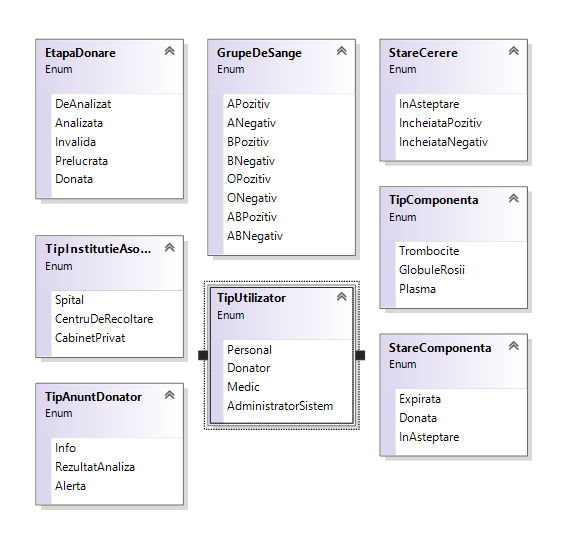 EtapaDonare
Enum
DeAnalizat
Analizata
Invalida
Prelucrata
Donata
GrupeDeSange
Enum
APozitiv
ANegativ
BPozitiv
BNegativ
OPozitiv
ONegativ
ABPozitiv
ABNegativ
StareCerere
Enum
InAsteptare
IncheiataPozitiv
IncheiataNegativ
TipInstitutieAso...
Enum
Spital
CentruDeRecoltare
CabinetPrivat
TipUtilizator
Enum
Personal
Donator
Medic
AdministratorSistem
TipComponenta
Enum
Trombocite
GlobuleRosii
Plasma
TipAnuntDonator
Enum
Info
RezultatAnaliza
Alerta
StareComponenta
Enum
Expirata
Donata
InAsteptare